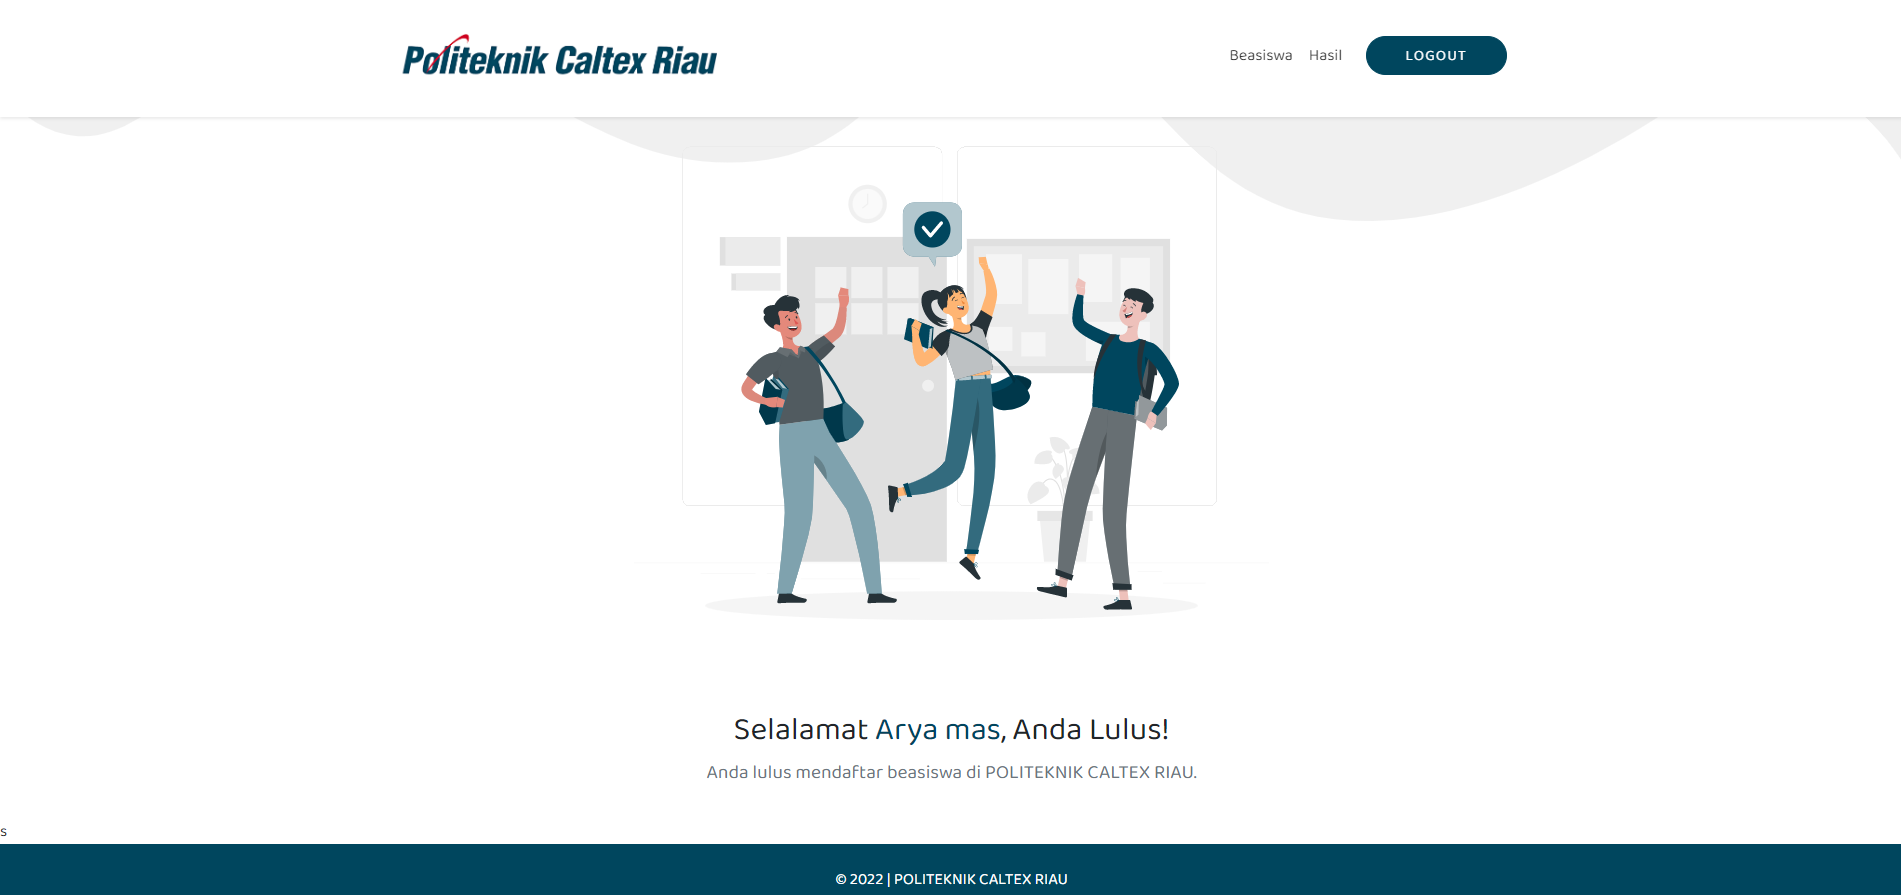 Politeknik Caltex Riau
Beasiswa Hasil LOGOUT
Selalamat Arya mas, Anda Lulus!
Anda lulus mendaftar beasiswa di POLITEKNIK CALTEX RIAU.
s
© 2022 | POLITEKNIK CALTEX RIAU